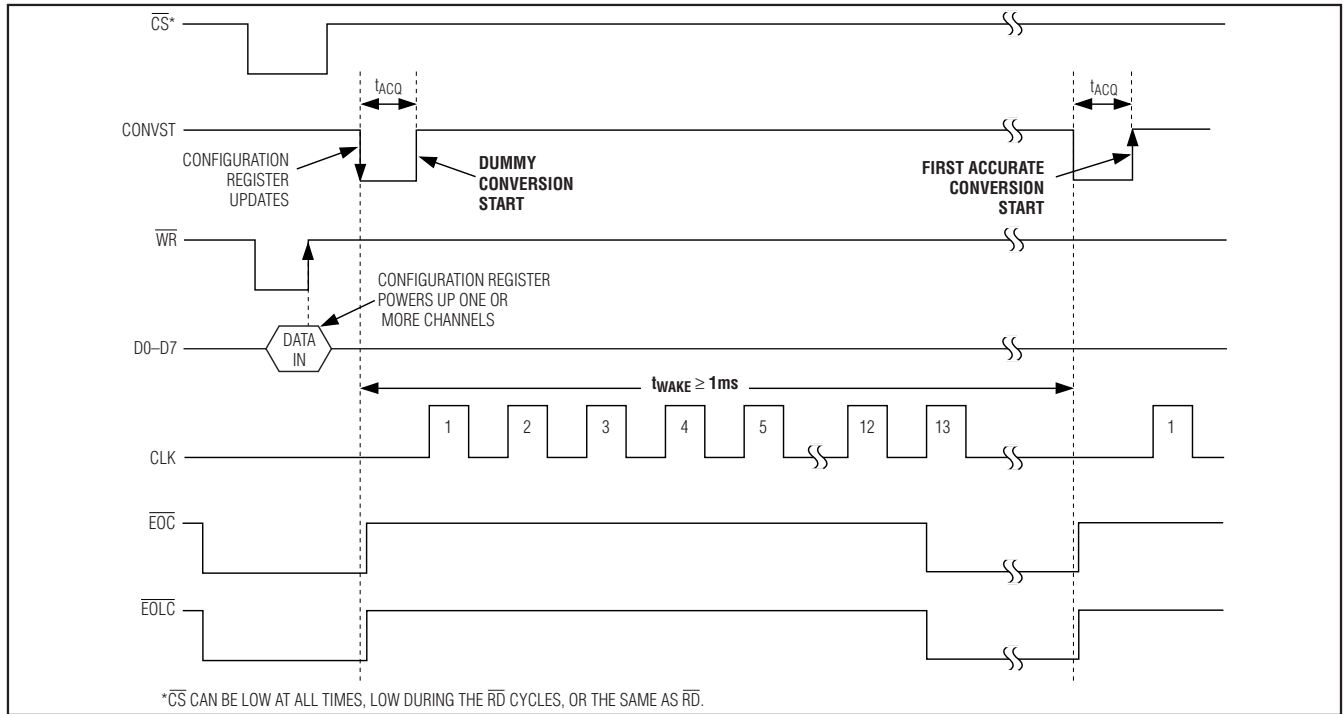 CS*
tACQ
tACQ
CONVST
CONFIGURATION
REGISTER
UPDATES
DUMMY
CONVERSION
START
FIRST ACCURATE
CONVERSION
START
WR
CONFIGURATION REGISTER
POWERS UP ONE OR
MORE CHANNELS
D0–D7
DATA
IN
tWAKE ≥ 1ms
1
2
3
4
5
12
13
1
CLK
EOC
EOLC
*CS CAN BE LOW AT ALL TIMES, LOW DURING THE RD CYCLES, OR THE SAME AS RD.